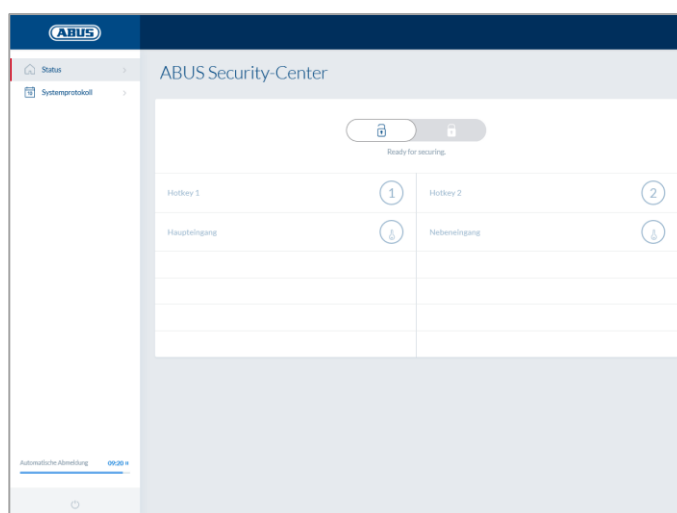 ABUS
Status
Systemprotokoll
ABUS Security-Center
Ready for securing.
Hotkey 1
1
Hotkey 2
2
Haupteingang
Nebeneingang
Automatische Abmeldung 09:20